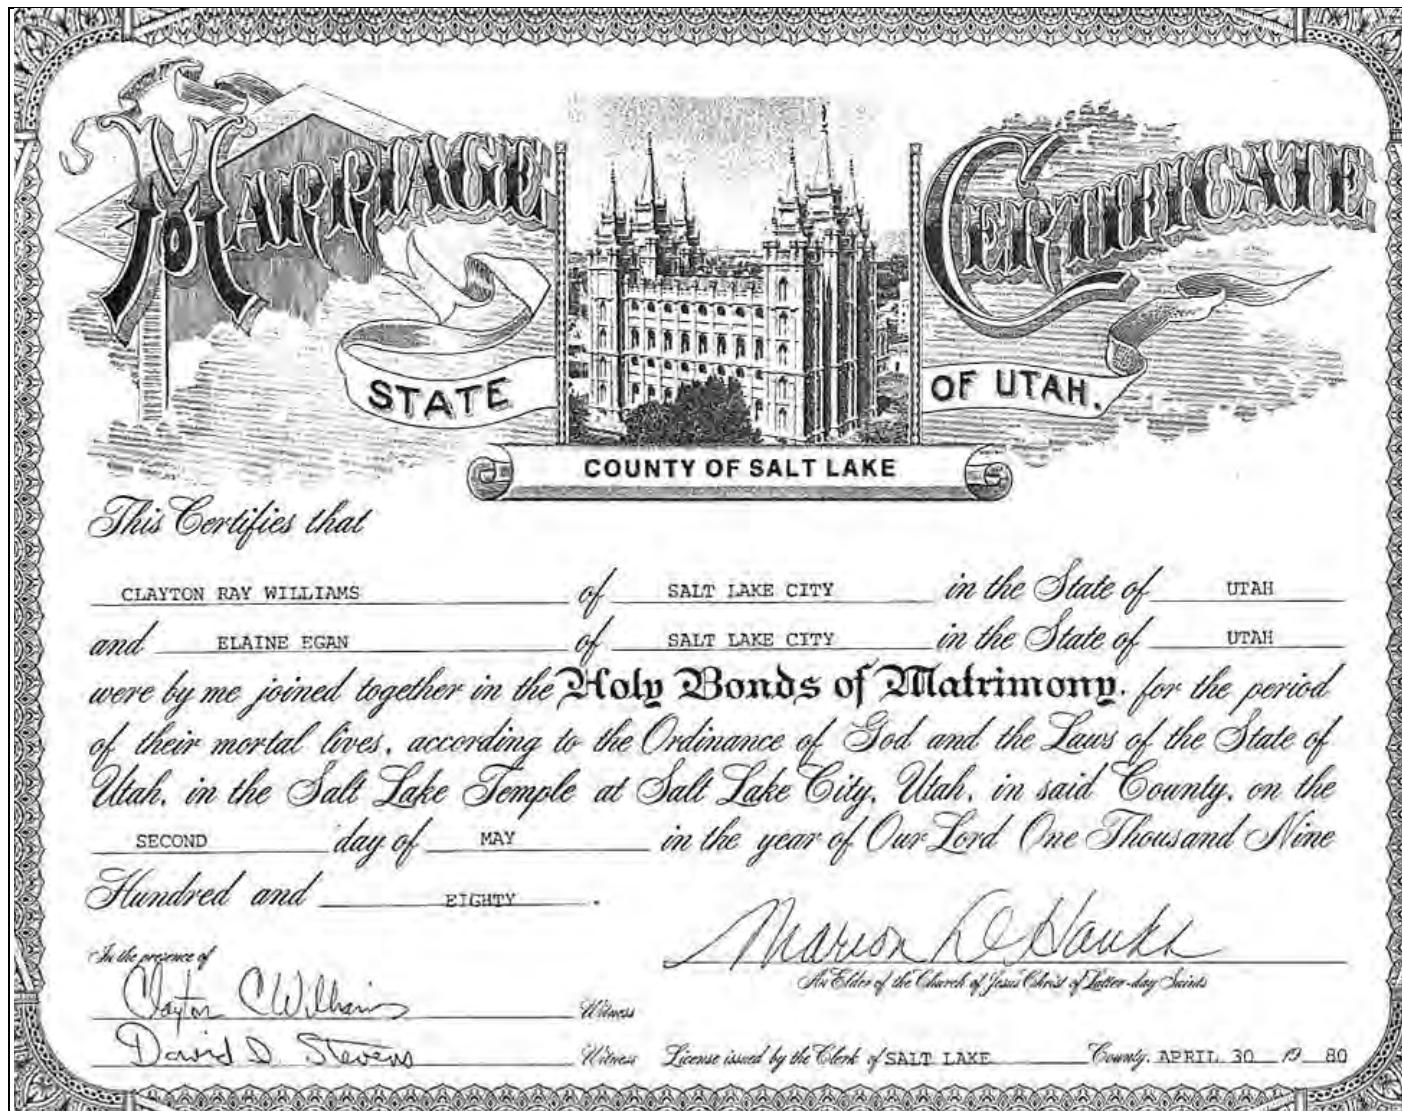 MARRIAGE CERTIFICATE
STATE OF UTAH.
COUNTY OF SALT LAKE
This Certifies that
CLAYTON RAY WILLIAMS of SALT LAKE CITY in the State of UTAH
and ELAINE EGAN of SALT LAKE CITY in the State of UTAH
were by me joined together in the Holy Bonds of Matrimony, for the period
of their mortal lives, according to the Ordinance of God and the Laws of the State of
Utah, in the Salt Lake Temple at Salt Lake City, Utah, in said County, on the
SECOND day of MAY in the year of Our Lord One Thousand Nine
Hundred and EIGHTY.
Marion D Hanks
An Elder of the Church of Jesus Christ of Latter-day Saints
In the presence of
Clayton C Williams Witness
David D. Stevens Witness
License issued by the Clerk of SALT LAKE County, APRIL 30 19 80